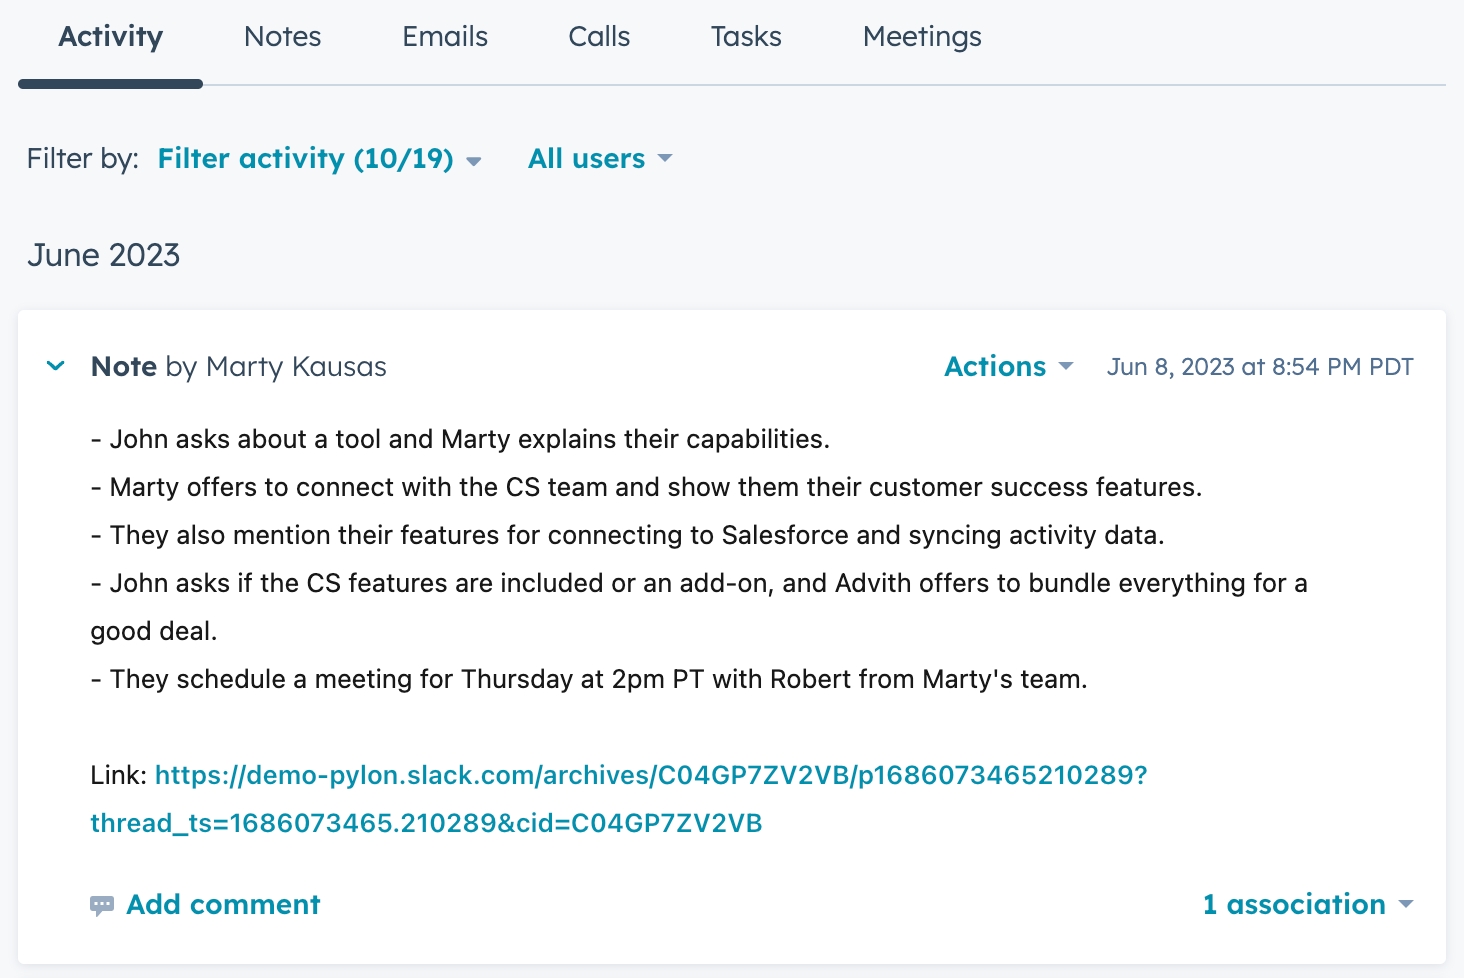 Activity Notes Emails Calls Tasks Meetings
Filter by: Filter activity (10/19) All users
June 2023
Note by Marty Kausas Actions Jun 8, 2023 at 8:54 PM PDT
- John asks about a tool and Marty explains their capabilities.
- Marty offers to connect with the CS team and show them their customer success features.
- They also mention their features for connecting to Salesforce and syncing activity data.
- John asks if the CS features are included or an add-on, and Advith offers to bundle everything for a
good deal.
- They schedule a meeting for Thursday at 2pm PT with Robert from Marty's team.
Link: https://demo-pylon.slack.com/archives/C04GP7ZV2VB/p1686073465210289?
thread_ts=1686073465.210289&cid=C04GP7ZV2VB
Add comment 1 association